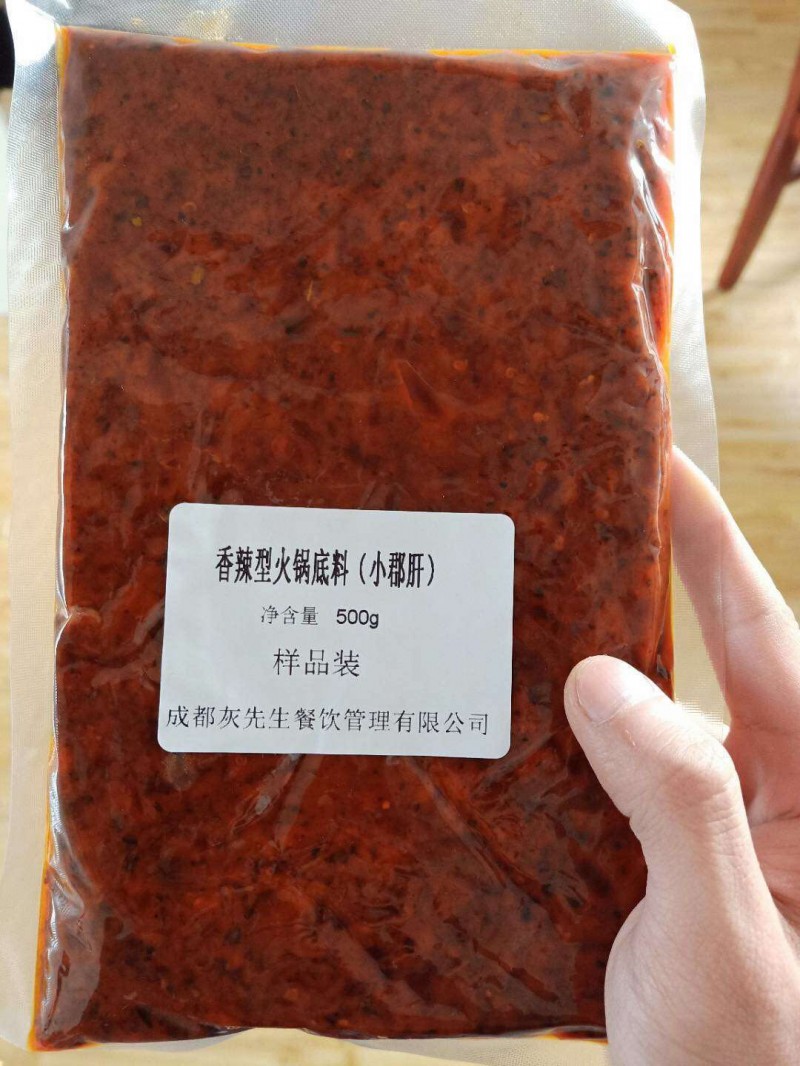 香辣型火锅底料（小郡肝）
净含量 500g
样品装
成都灰先生餐饮管理有限公司